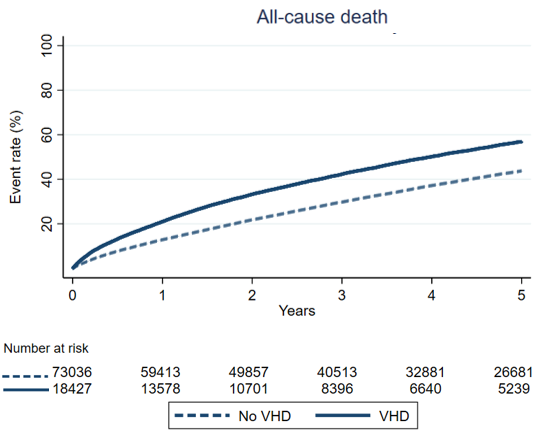 All-cause death
100
80
60
40
20
Event rate (%)
0 1 2 3 4 5
Years
Number at risk
73036 59413 49857 40513 32881 26681
18427 13578 10701 8396 6640 5239
No VHD VHD